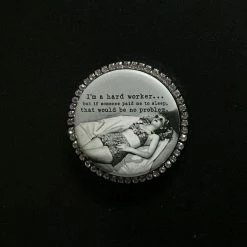 I'm a hard worker...
but if someone paid me to sleep,
that would be no problem.